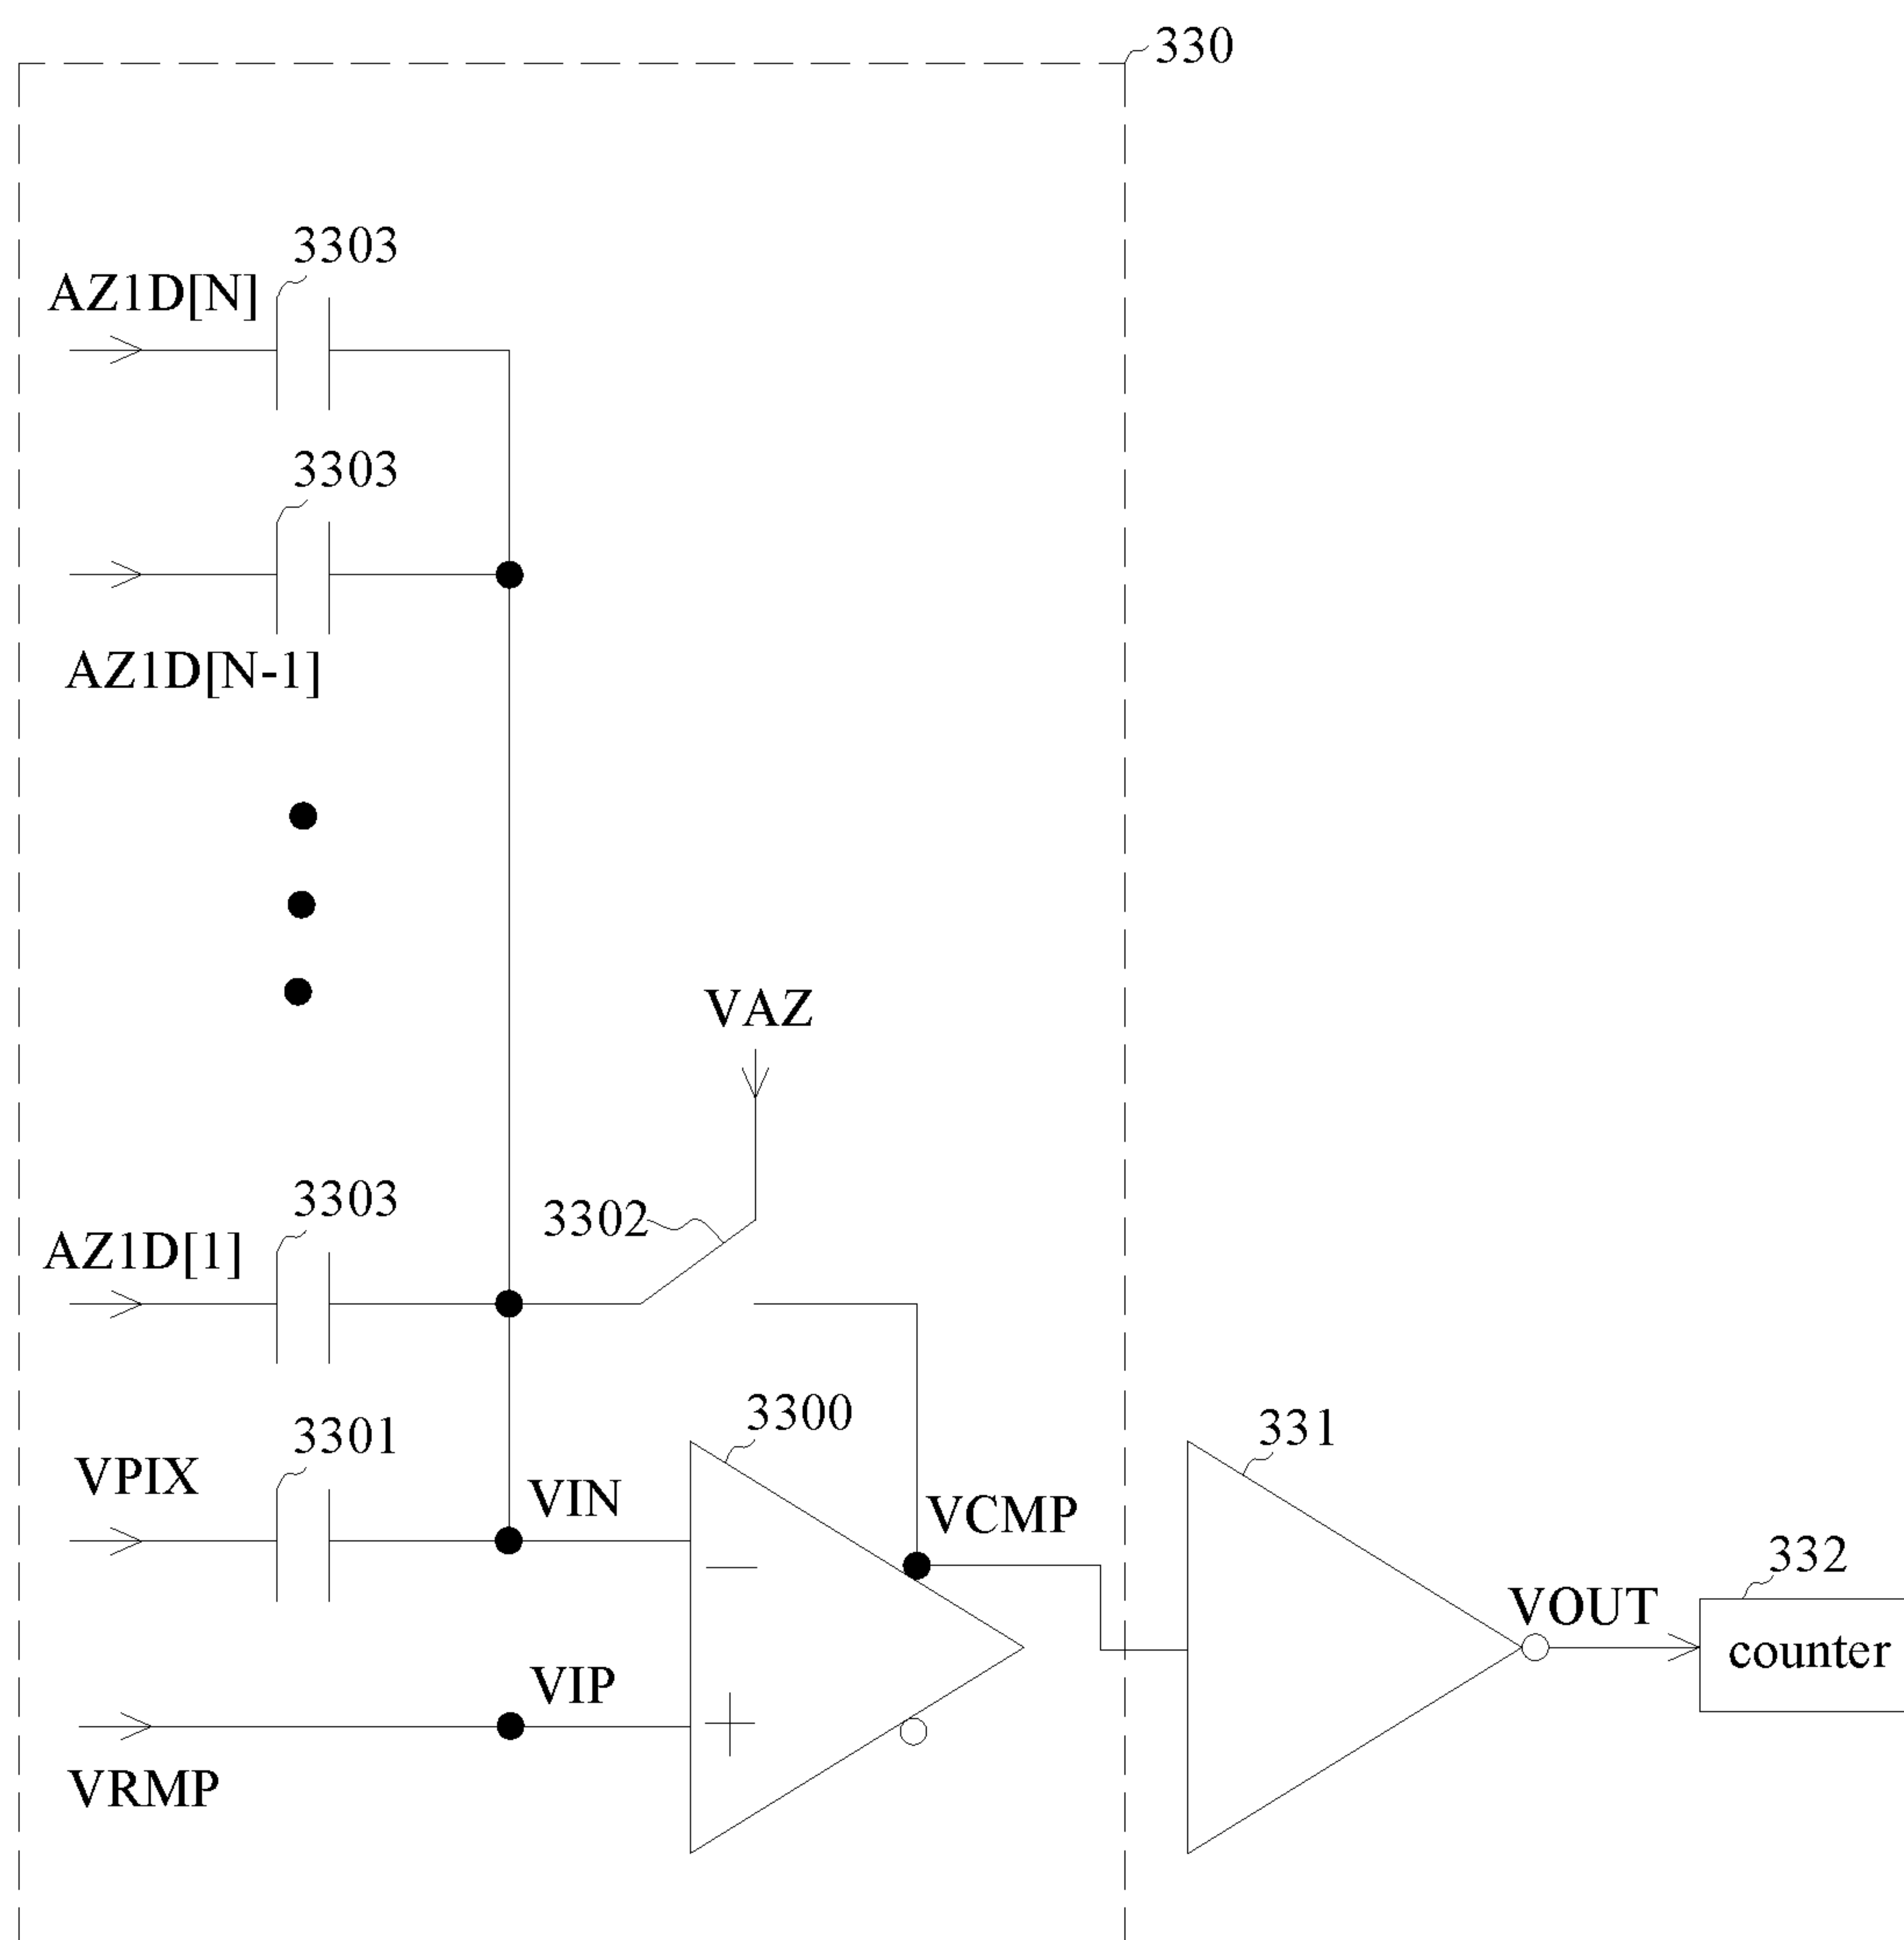 330
3303
AZ1D[N]
3303
AZ1D[N-1]
VAZ
3303
3302
AZ1D[1]
3300
331
3301
VPIX
VIN
VCMP
332
VOUT
counter
VIP
VRMP